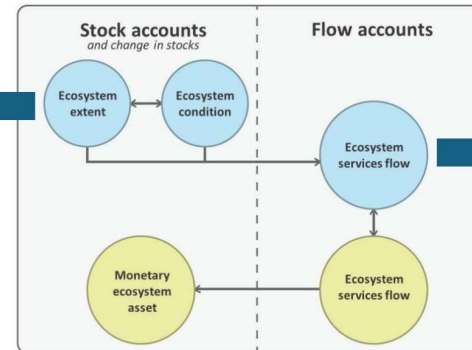 Stock accounts
and change in stocks
Flow accounts
Ecosystem
extent
Ecosystem
condition
Ecosystem
services flow
Monetary
ecosystem
asset
Ecosystem
services flow